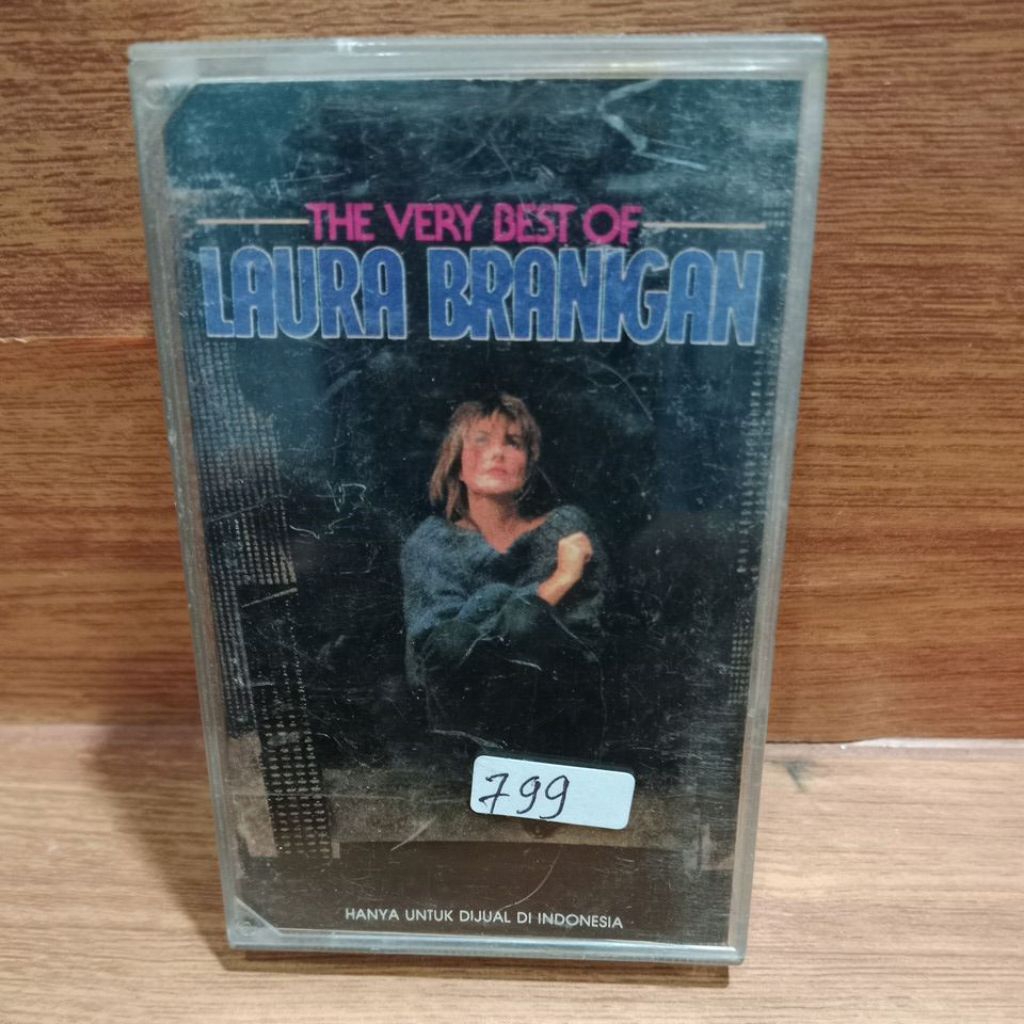 THE VERY BEST OF
LAURA BRANIGAN
799
HANYA UNTUK DIJUAL DI INDONESIA